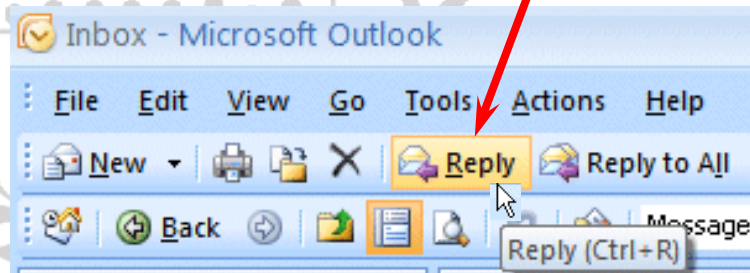 Inbox - Microsoft Outlook
File Edit View Go Tools Actions Help
New Reply Reply to All
Back Message
Reply (Ctrl+R)